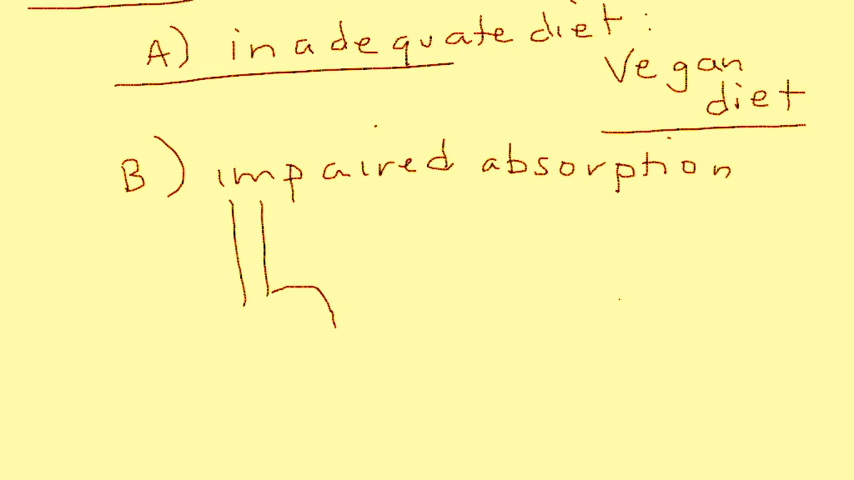 A) inadequate diet:
Vegan
diet
B) impaired absorption